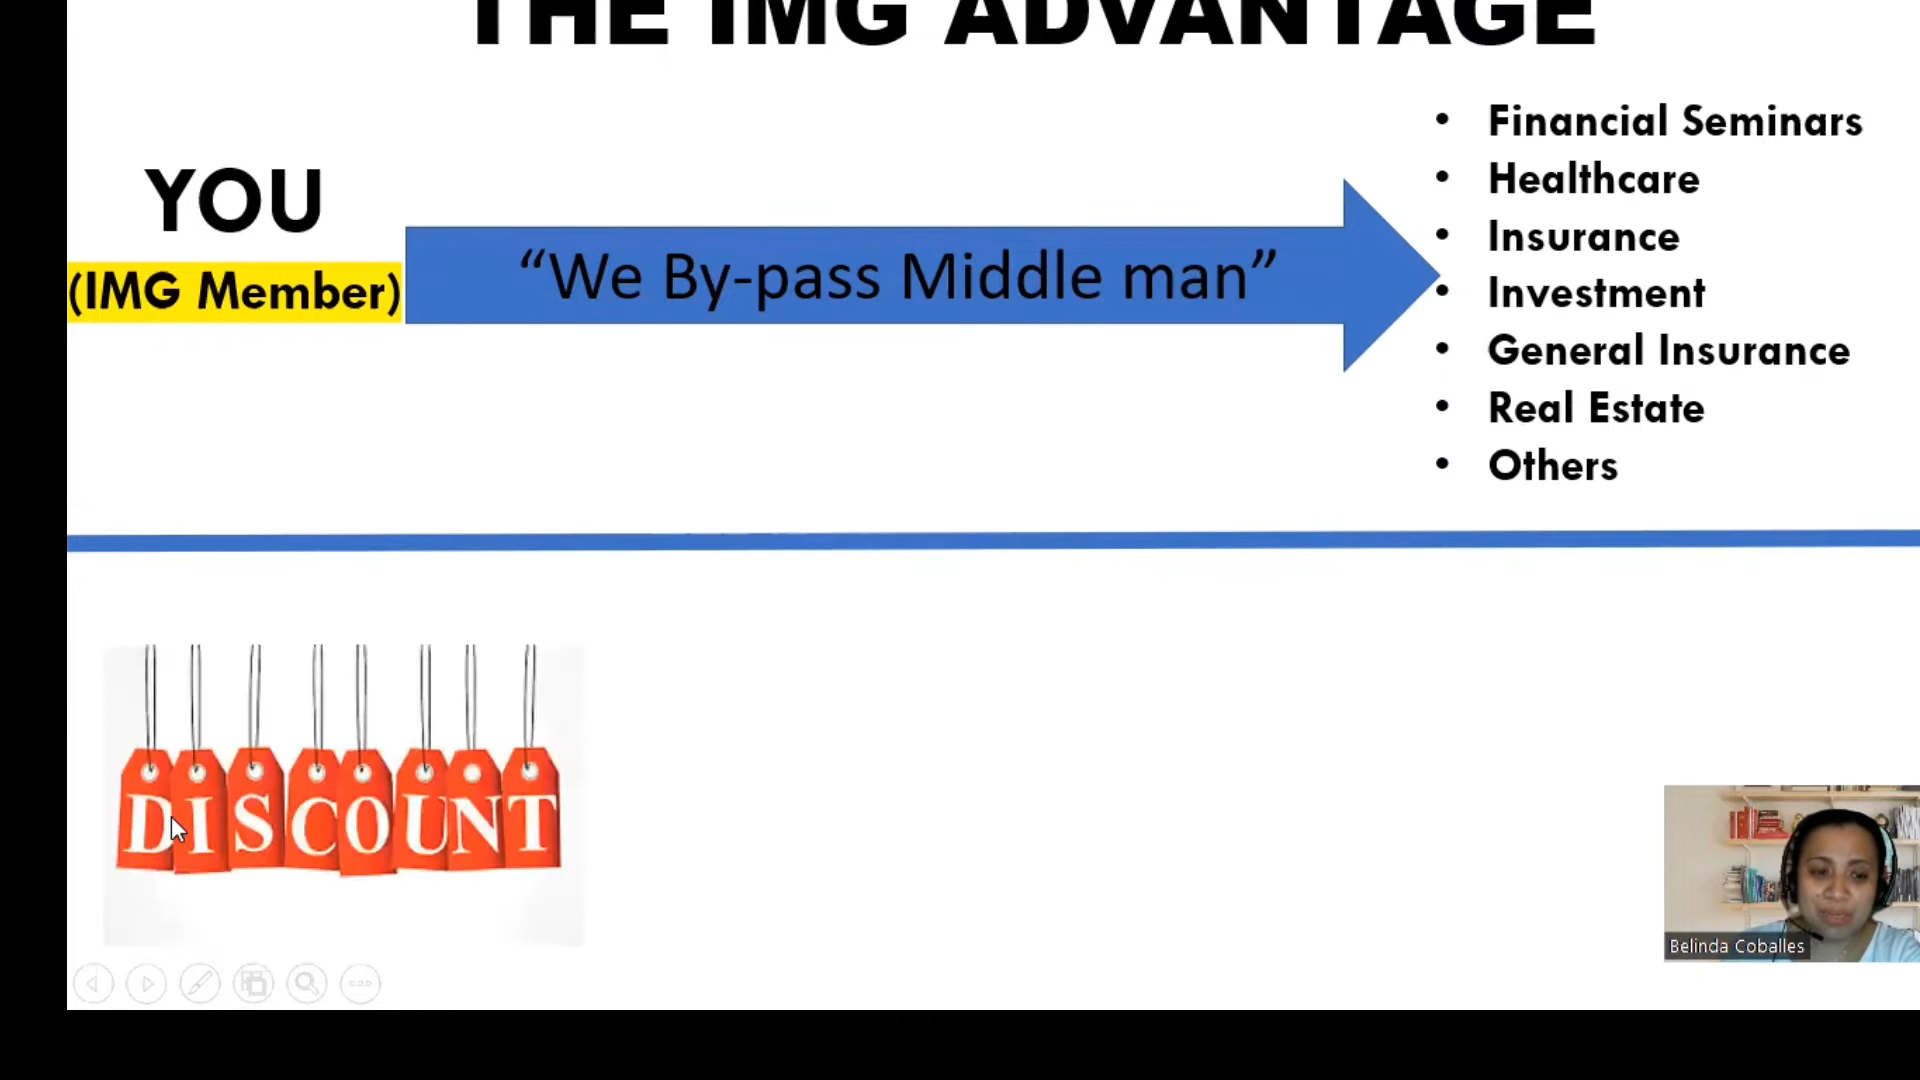 THE IMG ADVANTAGE
YOU
(IMG Member)
“We By-pass Middle man”
• Financial Seminars
• Healthcare
• Insurance
• Investment
• General Insurance
• Real Estate
• Others
DISCOUNT
Belinda Coballes